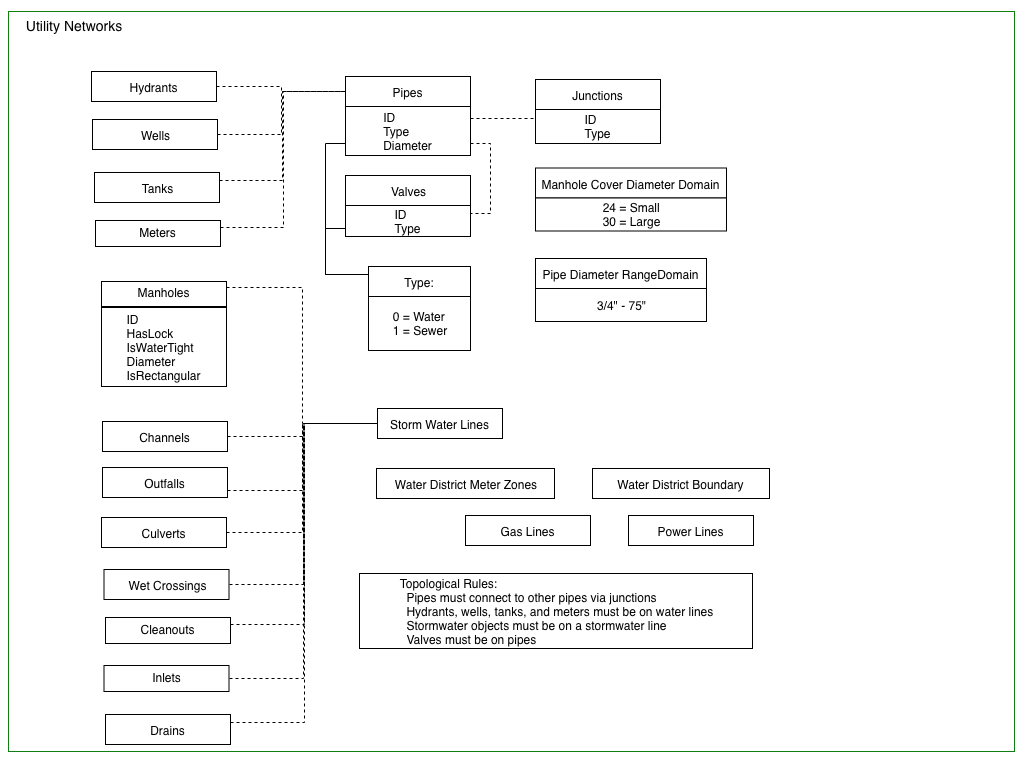 Utility Networks
Hydrants
Wells
Tanks
Meters
Pipes
ID
Type
Diameter
Junctions
ID
Type
Valves
ID
Type
Manhole Cover Diameter Domain
24 = Small
30 = Large
Type:
0 = Water
1 = Sewer
Pipe Diameter RangeDomain
3/4" - 75"
Manholes
ID
HasLock
IsWaterTight
Diameter
IsRectangular
Channels
Outfalls
Culverts
Wet Crossings
Cleanouts
Inlets
Drains
Storm Water Lines
Water District Meter Zones
Water District Boundary
Gas Lines
Power Lines
Topological Rules:
Pipes must connect to other pipes via junctions
Hydrants, wells, tanks, and meters must be on water lines
Stormwater objects must be on a stormwater line
Valves must be on pipes